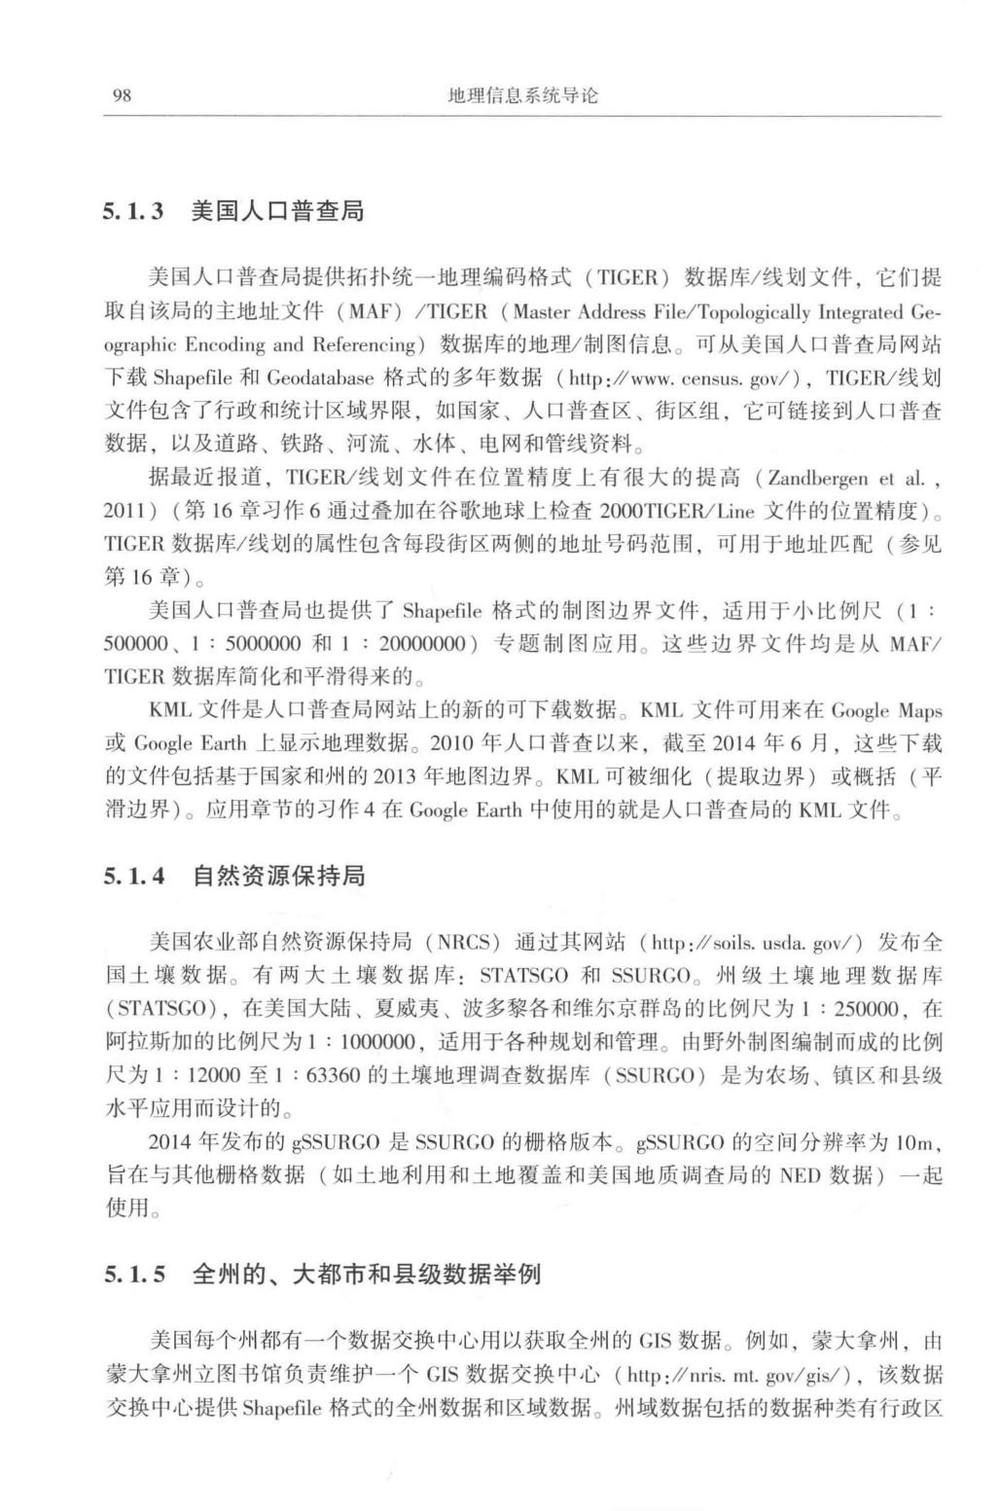 98
地理信息系统导论
5.1.3 美国人口普查局
美国人口普查局提供拓扑统一地理编码格式（TIGER）数据库/线划文件，它们提
取自该局的主地址文件（MAF）/TIGER（Master Address File/Topologically Integrated Ge-
ographic Encoding and Referencing）数据库的地理/制图信息。可从美国人口普查局网站
下载 Shapefile 和 Geodatabase 格式的多年数据（http://www. census. gov/），TIGER/线划
文件包含了行政和统计区域界限，如国家、人口普查区、街区组，它可链接到人口普查
数据，以及道路、铁路、河流、水体、电网和管线资料。
据最近报道，TIGER/线划文件在位置精度上有很大的提高（Zandbergen et al.，
2011）（第 16 章习作 6 通过叠加在谷歌地球上检查 2000TIGER/Line 文件的位置精度）。
TIGER 数据库/线划的属性包含每段街区两侧的地址号码范围，可用于地址匹配（参见
第 16 章）。
美国人口普查局也提供了 Shapefile 格式的制图边界文件，适用于小比例尺（1：
500000、1：5000000 和 1：20000000）专题制图应用。这些边界文件均是从 MAF/
TIGER 数据库简化和平滑得来的。
KML 文件是人口普查局网站上的新的可下载数据。KML 文件可用来在 Google Maps
或 Google Earth 上显示地理数据。2010 年人口普查以来，截至 2014 年 6 月，这些下载
的文件包括基于国家和州的 2013 年地图边界。KML 可被细化（提取边界）或概括（平
滑边界）。应用章节的习作 4 在 Google Earth 中使用的就是人口普查局的 KML 文件。
5.1.4 自然资源保持局
美国农业部自然资源保持局（NRCS）通过其网站（http://soils. usda. gov/）发布全
国土壤数据。有两大土壤数据库：STATSGO 和 SSURGO。州级土壤地理数据库
（STATSGO），在美国大陆、夏威夷、波多黎各和维尔京群岛的比例尺为 1：250000，在
阿拉斯加的比例尺为 1：1000000，适用于各种规划和管理。由野外制图编制而成的比例
尺为 1：12000 至 1：63360 的土壤地理调查数据库（SSURGO）是为农场、镇区和县级
水平应用而设计的。
2014 年发布的 gSSURGO 是 SSURGO 的栅格版本。gSSURGO 的空间分辨率为 10m，
旨在与其他栅格数据（如土地利用和土地覆盖和美国地质调查局的 NED 数据）一起
使用。
5.1.5 全州的、大都市和县级数据举例
美国每个州都有一个数据交换中心用以获取全州的 GIS 数据。例如，蒙大拿州，由
蒙大拿州立图书馆负责维护一个 GIS 数据交换中心（http://nris. mt. gov/gis/），该数据
交换中心提供 Shapefile 格式的全州数据和区域数据。州域数据包括的数据种类有行政区